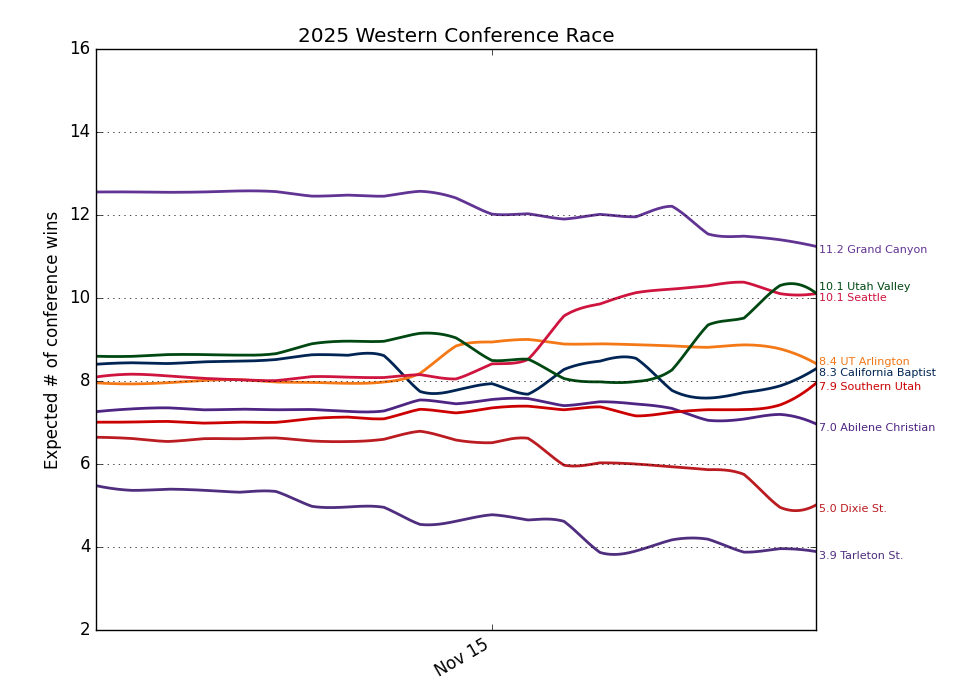 2025 Western Conference Race
Expected # of conference wins
16
14
12
10
8
6
4
2
Nov 15
11.2 Grand Canyon
10.1 Utah Valley
10.1 Seattle
8.4 UT Arlington
8.3 California Baptist
7.9 Southern Utah
7.0 Abilene Christian
5.0 Dixie St.
3.9 Tarleton St.